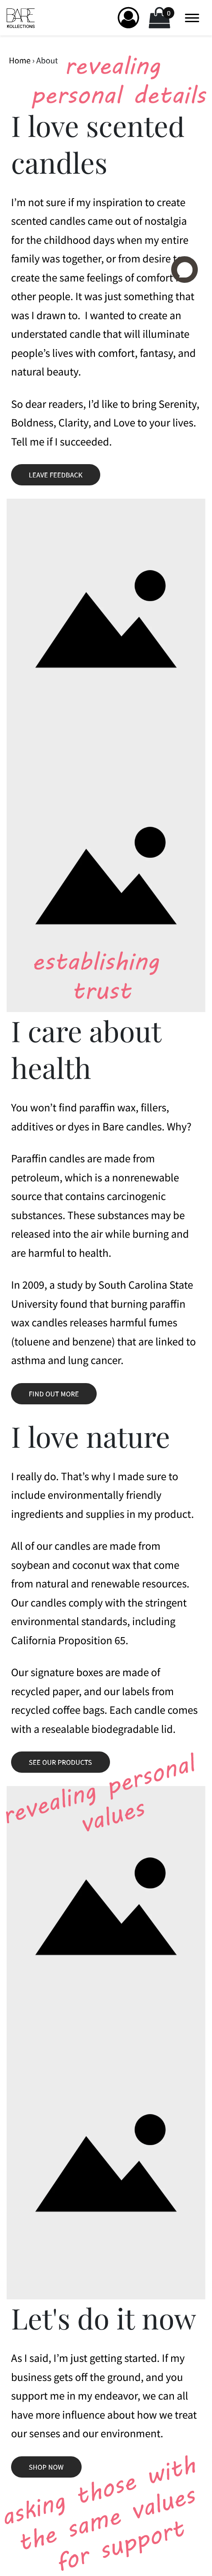 BARE
KOLLECTIONS
0
Home › About
revealing
personal details
I love scented
candles
I'm not sure if my inspiration to create
scented candles came out of nostalgia
for the childhood days when my entire
family was together, or from desire to
create the same feelings of comfort in
other people. It was just something that
was I drawn to. I wanted to create an
understated candle that will illuminate
people's lives with comfort, fantasy, and
natural beauty.
So dear readers, I'd like to bring Serenity,
Boldness, Clarity, and Love to your lives.
Tell me if I succeeded.
LEAVE FEEDBACK
establishing
trust
I care about
health
You won't find paraffin wax, fillers,
additives or dyes in Bare candles. Why?
Paraffin candles are made from
petroleum, which is a nonrenewable
source that contains carcinogenic
substances. These substances may be
released into the air while burning and
are harmful to health.
In 2009, a study by South Carolina State
University found that burning paraffin
wax candles releases harmful fumes
(toluene and benzene) that are linked to
asthma and lung cancer.
FIND OUT MORE
I love nature
I really do. That's why I made sure to
include environmentally friendly
ingredients and supplies in my product.
All of our candles are made from
soybean and coconut wax that come
from natural and renewable resources.
Our candles comply with the stringent
environmental standards, including
California Proposition 65.
Our signature boxes are made of
recycled paper, and our labels from
recycled coffee bags. Each candle comes
with a resealable biodegradable lid.
SEE OUR PRODUCTS
revealing personal
values
Let's do it now
As I said, I'm just getting started. If my
business gets off the ground, and you
support me in my endeavor, we can all
have more influence about how we treat
our senses and our environment.
SHOP NOW
asking those with
the same values
for support